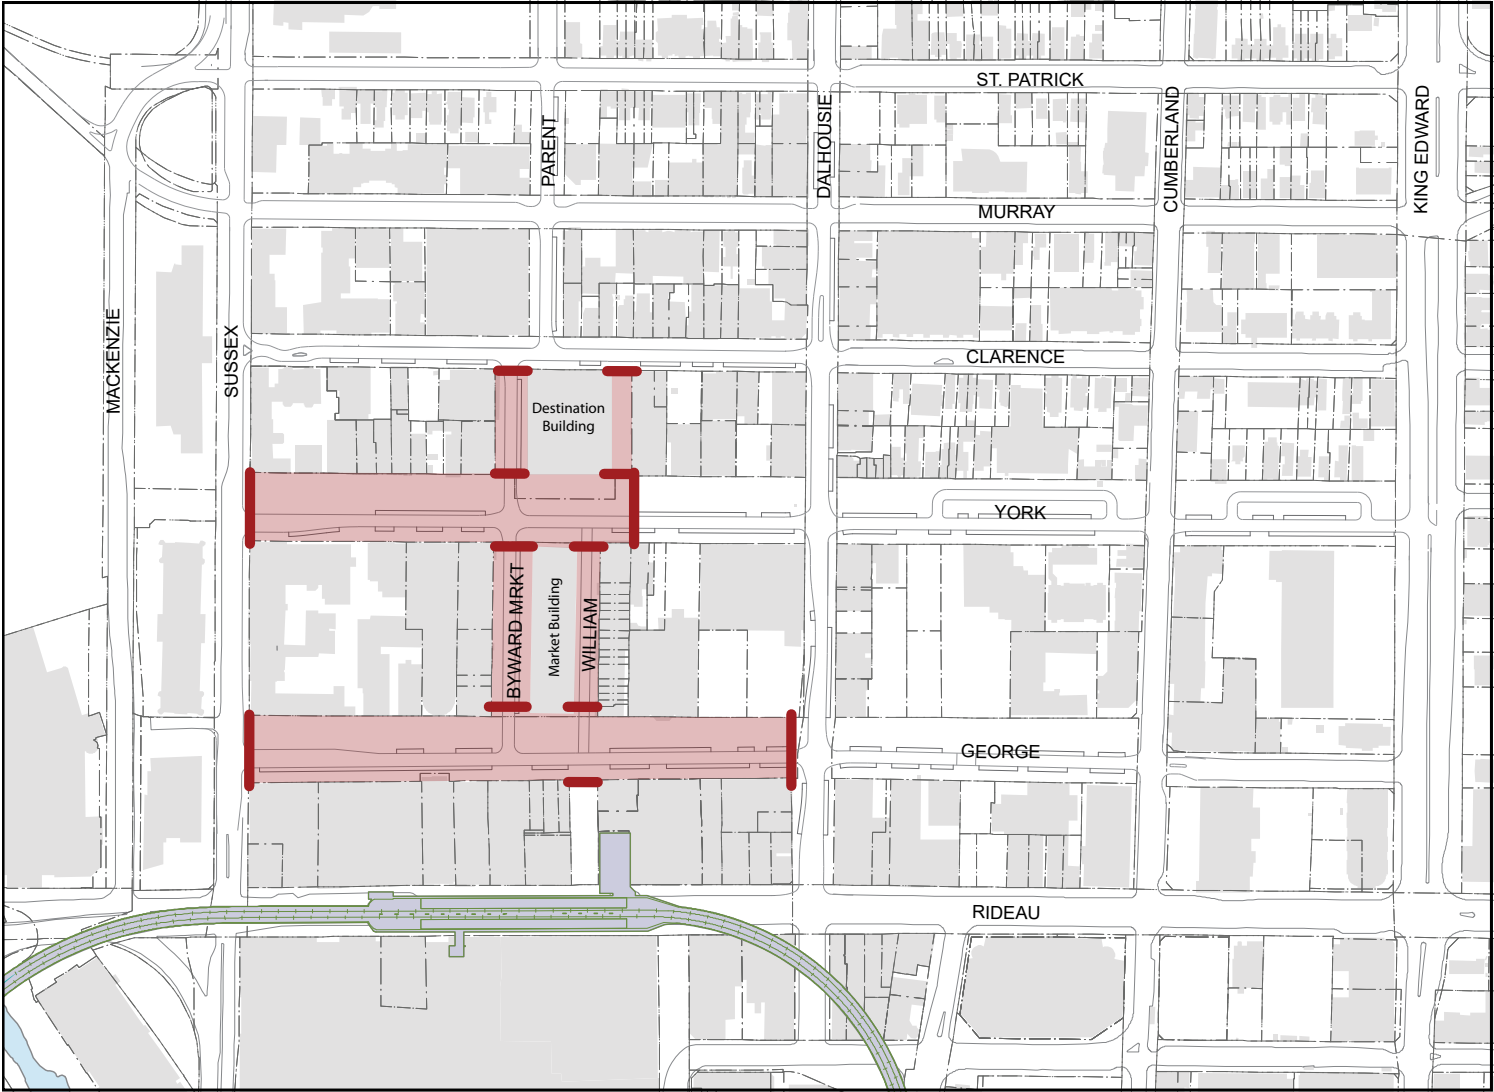 ST. PATRICK
PARENT
DALHOUSIE
CUMBERLAND
KING EDWARD
MURRAY
MACKENZIE
SUSSEX
CLARENCE
Destination
Building
YORK
BYWARD MRKT
Market Building
WILLIAM
GEORGE
RIDEAU